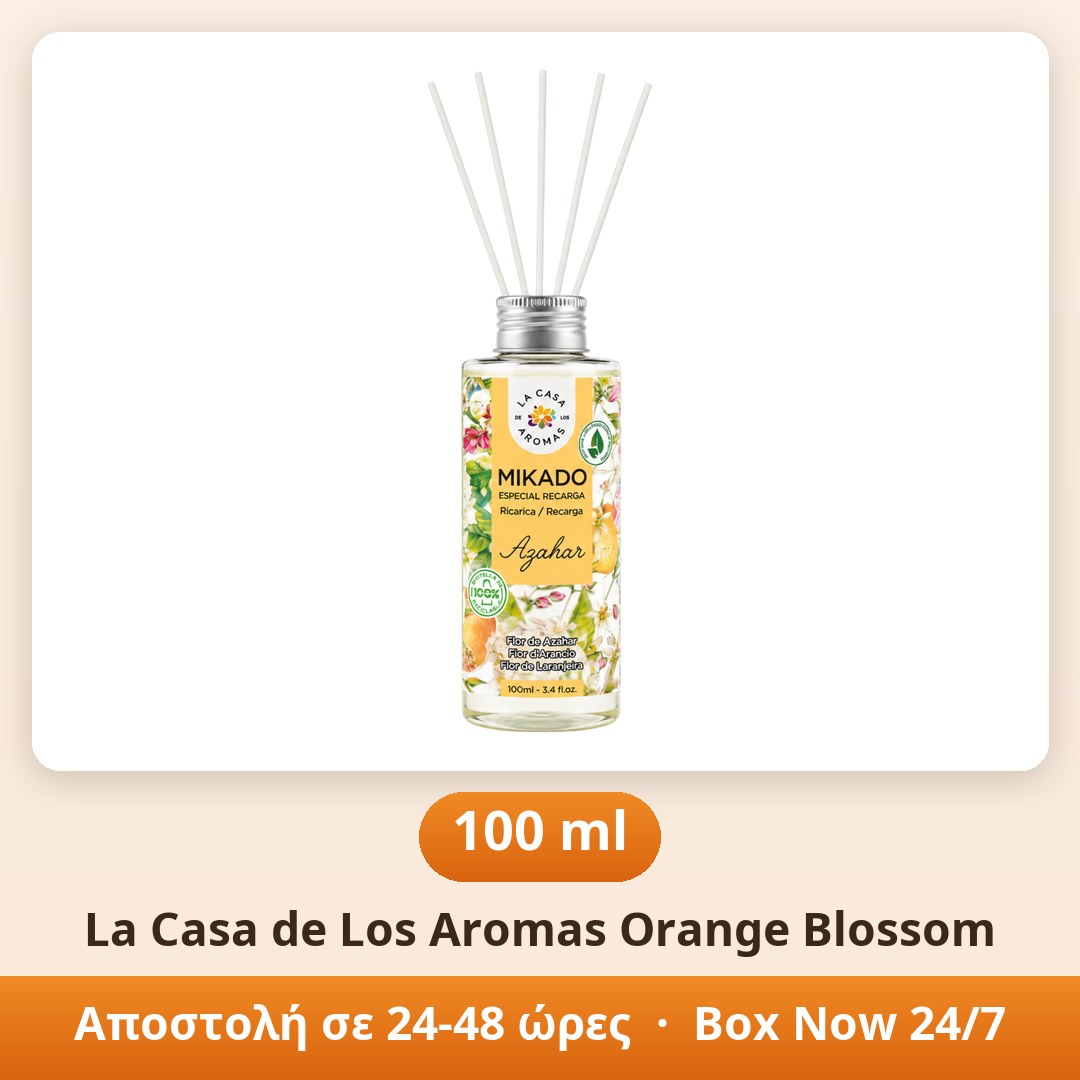 LA CASA
DE LOS
AROMAS
MIKADO
ESPECIAL RECARGA
Ricarica / Recarga
Azahar
100%
Flor de Azahar
Fior d'Arancio
Flor de Laranjeira
100ml - 3.4 fl.oz.
100 ml
La Casa de Los Aromas Orange Blossom
Αποστολή σε 24-48 ώρες · Box Now 24/7